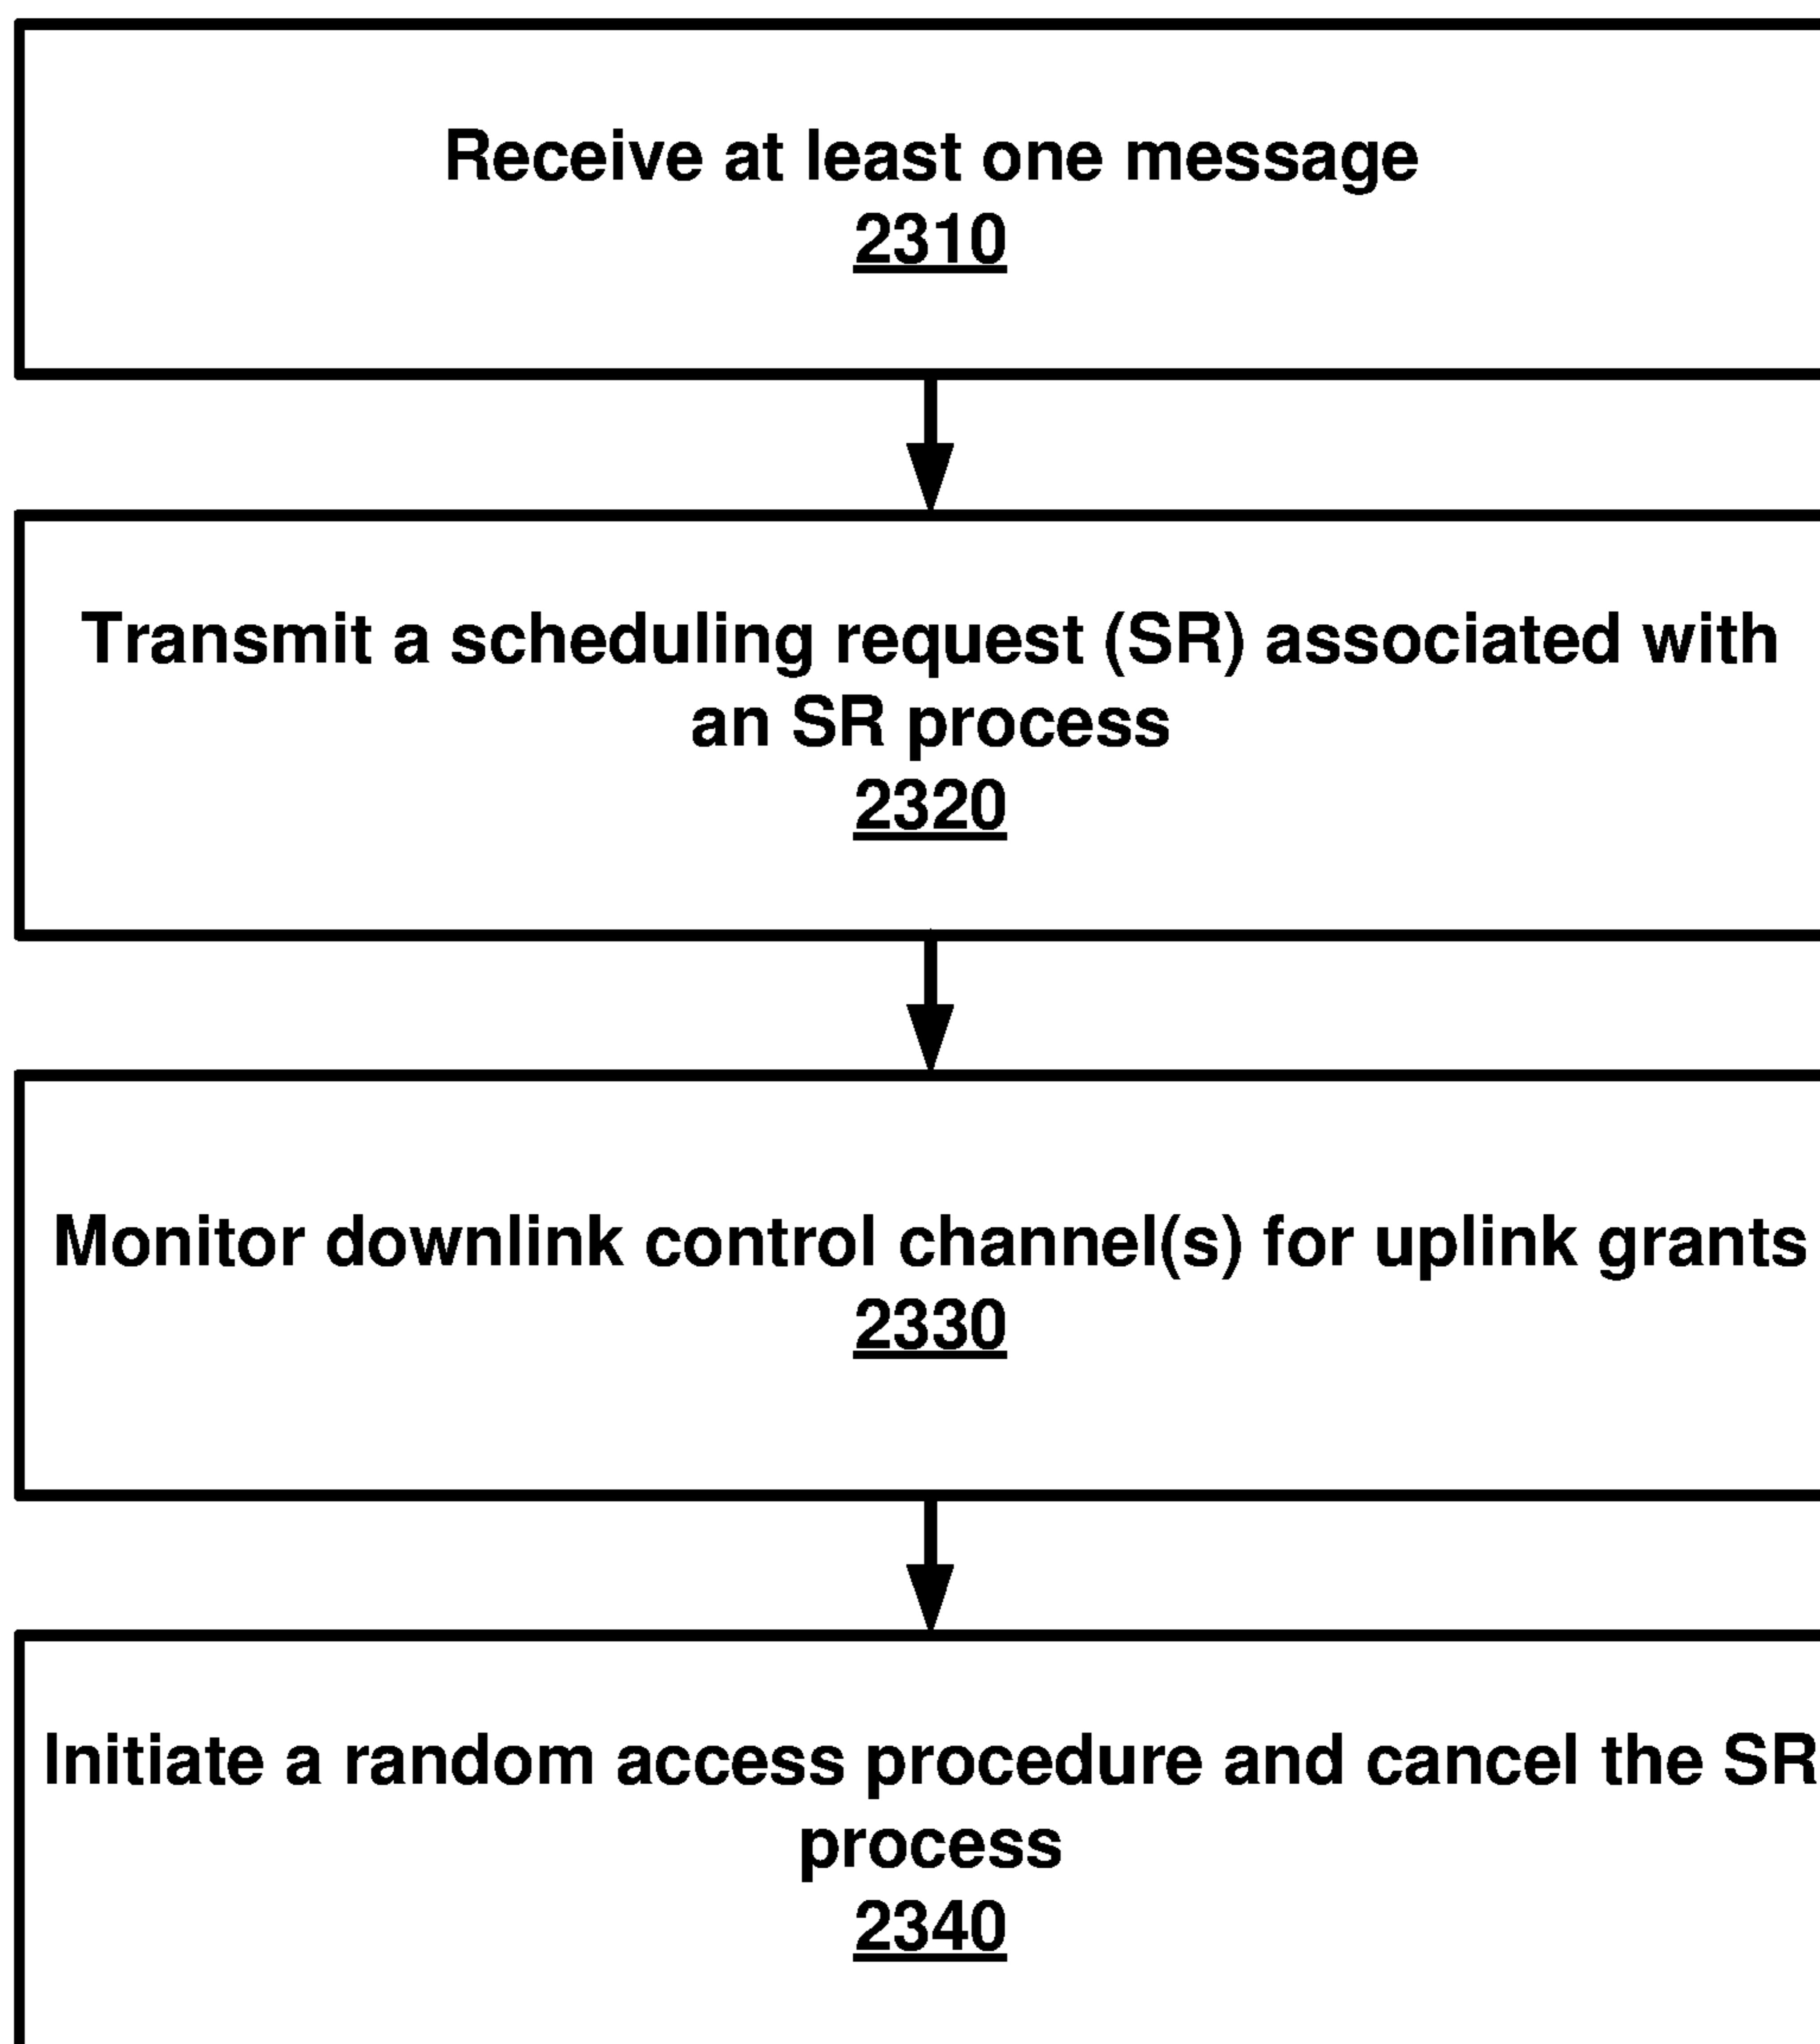 Receive at least one message
2310
Transmit a scheduling request (SR) associated with
an SR process
2320
Monitor downlink control channel(s) for uplink grants
2330
Initiate a random access procedure and cancel the SR
process
2340